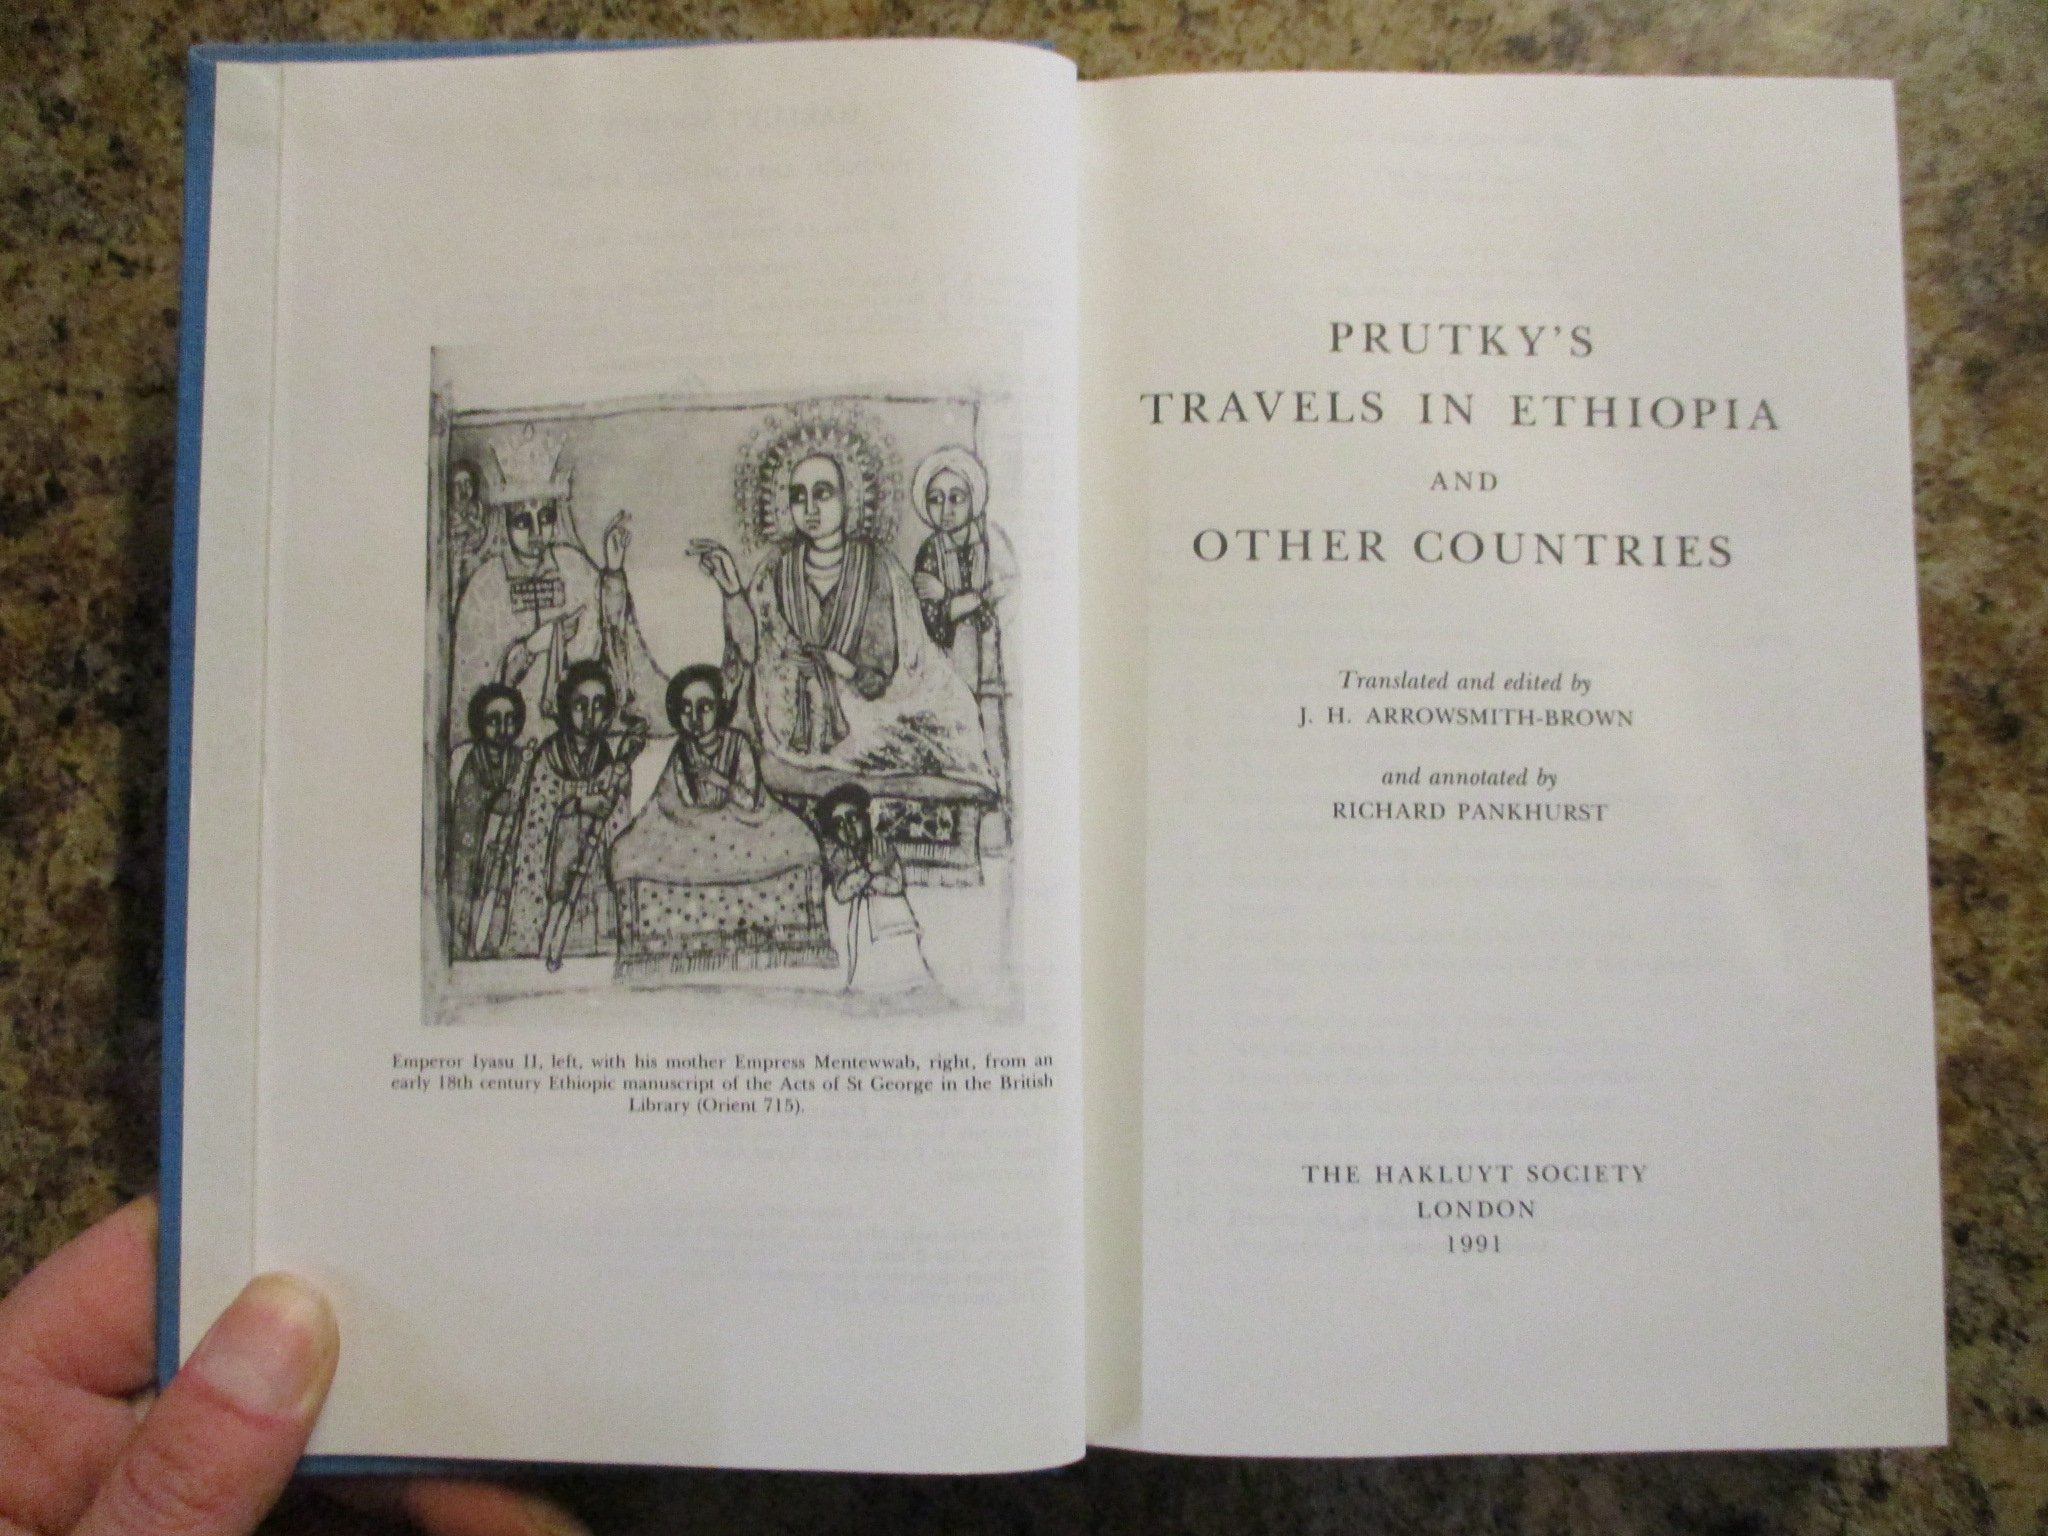 Emperor Iyasu II, left, with his mother Empress Mentewwab, right, from an
early 18th century Ethiopic manuscript of the Acts of St George in the British
Library (Orient 715).
PRUTKY'S
TRAVELS IN ETHIOPIA
AND
OTHER COUNTRIES
Translated and edited by
J. H. ARROWSMITH-BROWN
and annotated by
RICHARD PANKHURST
THE HAKLUYT SOCIETY
LONDON
1991